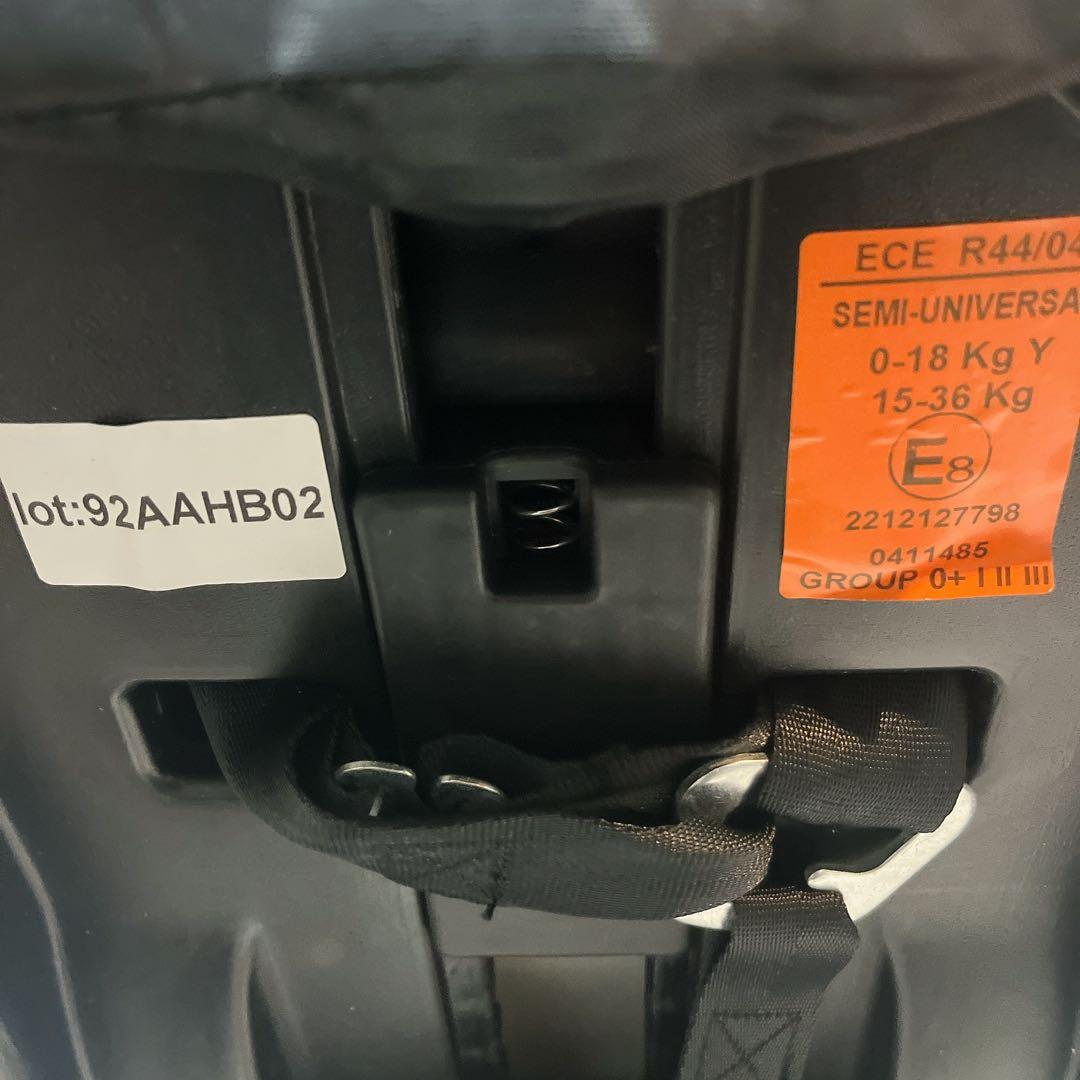 lot:92AAHB02
ECE R44/04
SEMI-UNIVERSA
0-18 Kg Y
15-36 Kg
E8
2212127798
0411485
GROUP 0+ I II III